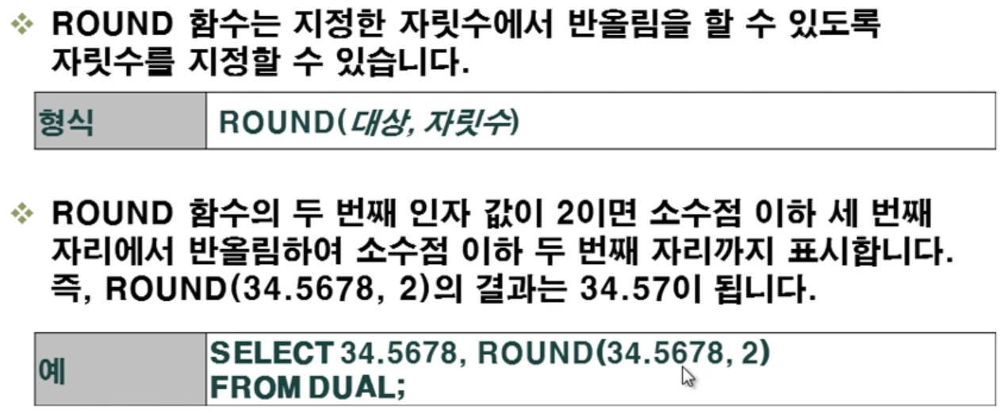 ❖ ROUND 함수는 지정한 자릿수에서 반올림을 할 수 있도록
자릿수를 지정할 수 있습니다.
형식 ROUND(대상, 자릿수)
❖ ROUND 함수의 두 번째 인자 값이 2이면 소수점 이하 세 번째
자리에서 반올림하여 소수점 이하 두 번째 자리까지 표시합니다.
즉, ROUND(34.5678, 2)의 결과는 34.57이 됩니다.
예
SELECT 34.5678, ROUND(34.5678, 2)
FROM DUAL;